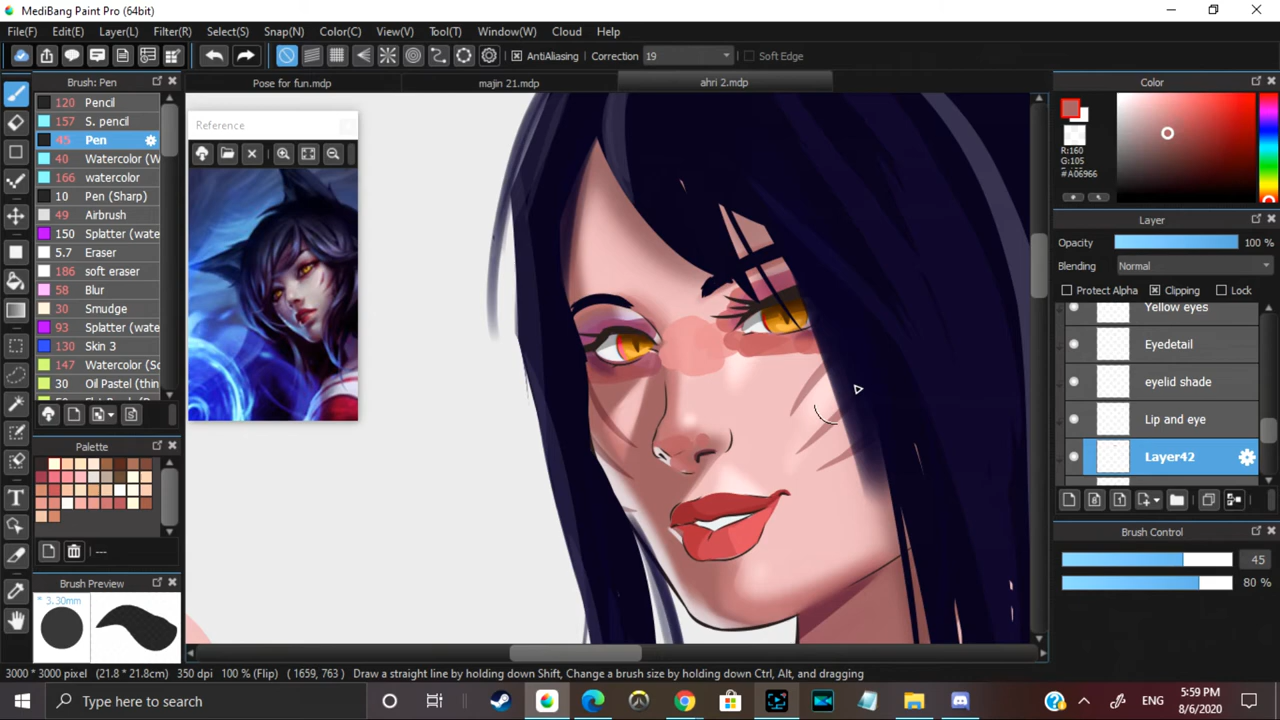 MediBang Paint Pro (64bit)
File(F) Edit(E) Layer(L) Filter(R) Select(S) Snap(N) Color(C) View(V) Tool(T) Window(W) Cloud Help
AntiAliasing Correction 19 Soft Edge
Brush: Pen
Pose for fun.mdp majin 21.mdp ahri 2.mdp
120 Pencil
157 S. pencil
45 Pen
40 Watercolor (W
166 watercolor
10 Pen (Sharp)
49 Airbrush
150 Splatter (wate
5.7 Eraser
186 soft eraser
58 Blur
30 Smudge
93 Splatter (wate
130 Skin 3
147 Watercolor (S
30 Oil Pastel (thin
Palette
---
Brush Preview
* 3.30mm
Reference
Color
R:160
G:105
#A06966
Layer
Opacity 100 %
Blending Normal
Protect Alpha Clipping Lock
Yellow eyes
Eyedetail
eyelid shade
Lip and eye
Layer42
Brush Control
45
80 %
3000 * 3000 pixel (21.8 * 21.8cm) 350 dpi 100 % (Flip) ( 1659, 763 ) Draw a straight line by holding down Shift, Change a brush size by holding down Ctrl, Alt, and dragging
Type here to search
ENG
5:59 PM
8/6/2020